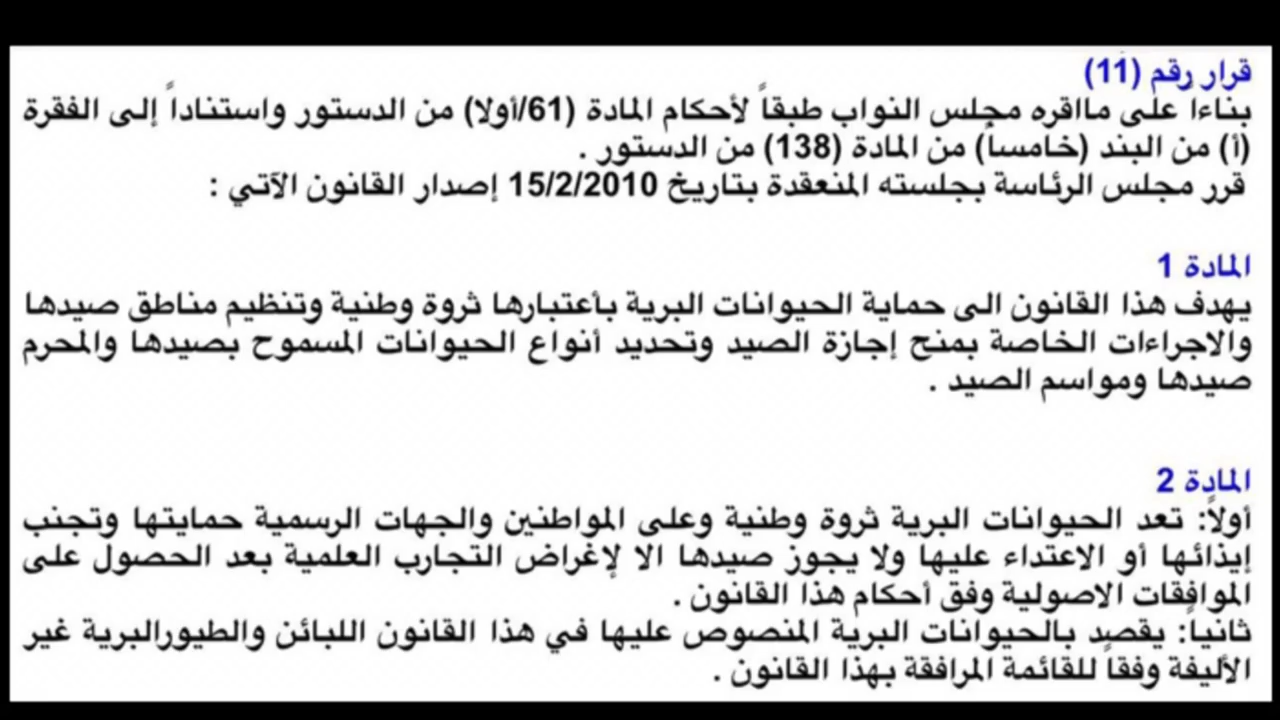 قرار رقم (11)
بناءا على مااقره مجلس النواب طبقاً لأحكام المادة (61/أولا) من الدستور واستناداً إلى الفقرة
(أ) من البند (خامساً) من المادة (138) من الدستور .
قرر مجلس الرئاسة بجلسته المنعقدة بتاريخ 15/2/2010 إصدار القانون الآتي :
المادة 1
يهدف هذا القانون الى حماية الحيوانات البرية بأعتبارها ثروة وطنية وتنظيم مناطق صيدها
والاجراءات الخاصة بمنح إجازة الصيد وتحديد أنواع الحيوانات المسموح بصيدها والمحرم
صيدها ومواسم الصيد .
المادة 2
أولاً: تعد الحيوانات البرية ثروة وطنية وعلى المواطنين والجهات الرسمية حمايتها وتجنب
إيذائها أو الاعتداء عليها ولا يجوز صيدها الا لإغراض التجارب العلمية بعد الحصول على
الموافقات الاصولية وفق أحكام هذا القانون .
ثانياً: يقصد بالحيوانات البرية المنصوص عليها في هذا القانون اللبائن والطيورالبرية غير
الأليفة وفقاً للقائمة المرافقة بهذا القانون .